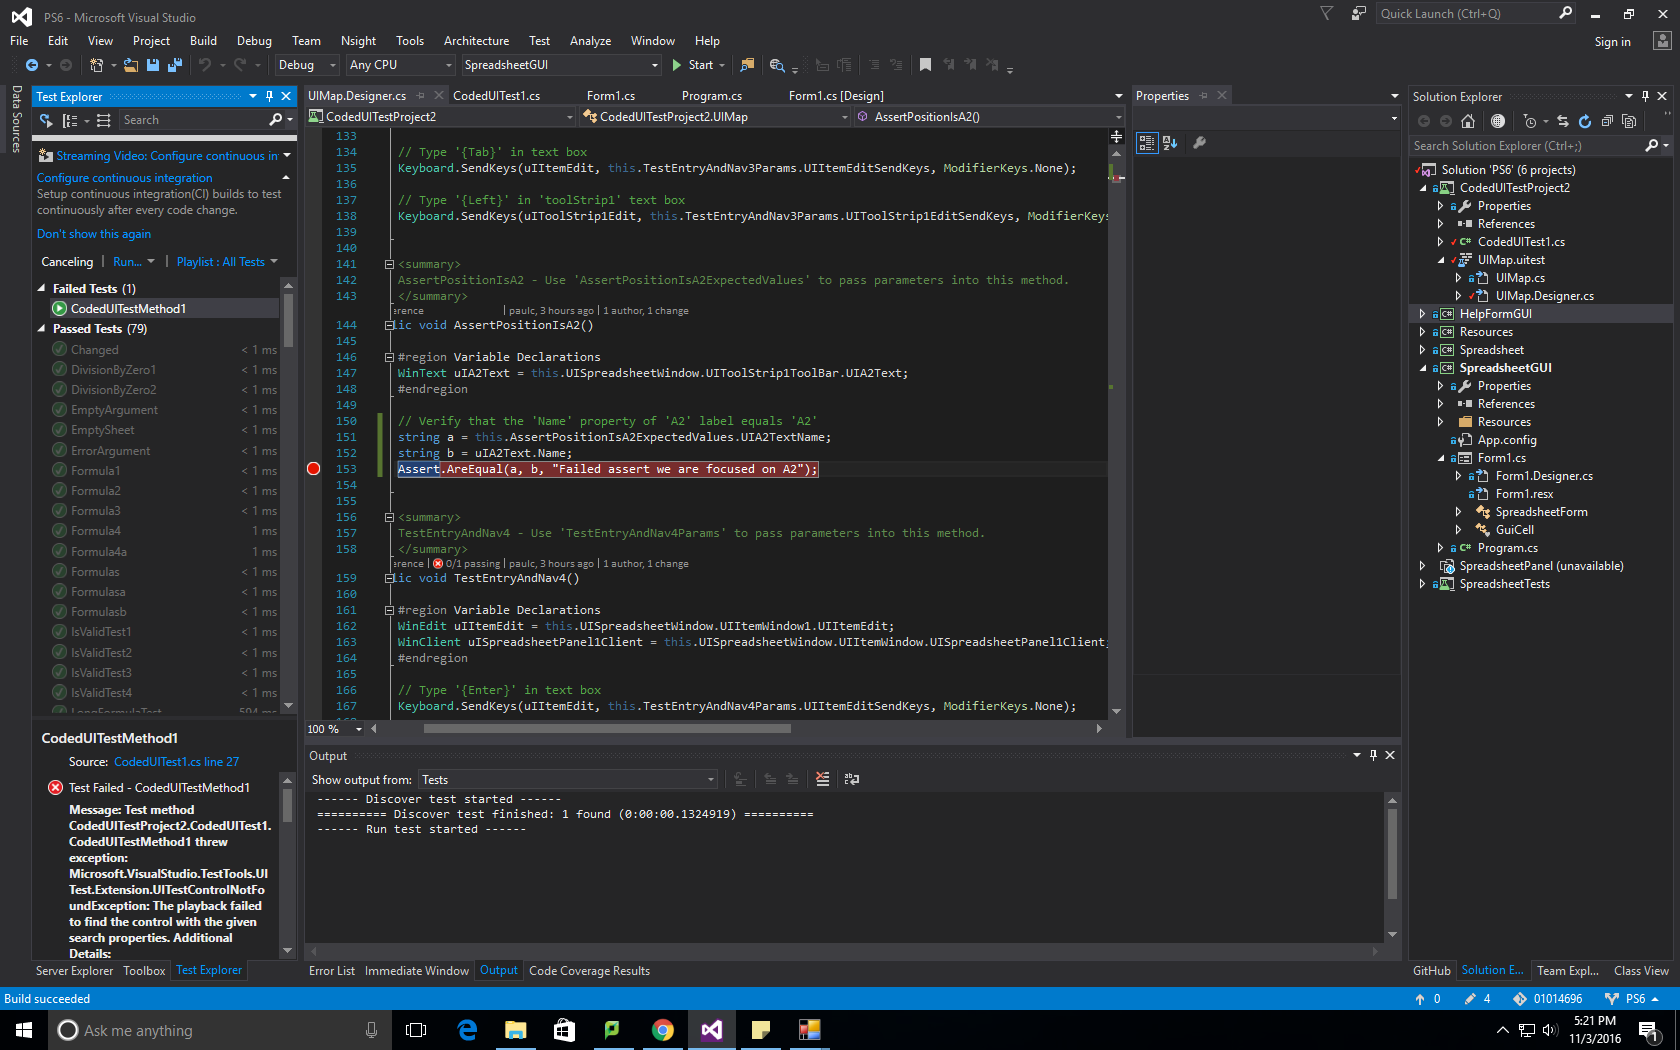 PS6 - Microsoft Visual Studio
Quick Launch (Ctrl+Q)
File Edit View Project Build Debug Team Nsight Tools Architecture Test Analyze Window Help
Sign in
Debug Any CPU SpreadsheetGUI Start
Data Sources
Test Explorer
Search
Streaming Video: Configure continuous in
Configure continuous integration
Setup continuous integration(CI) builds to test
continuously after every code change.
Don't show this again
Canceling | Run... | Playlist : All Tests
Failed Tests (1)
CodedUITestMethod1
Passed Tests (79)
Changed < 1 ms
DivisionByZero1 < 1 ms
DivisionByZero2 < 1 ms
EmptyArgument < 1 ms
EmptySheet < 1 ms
ErrorArgument < 1 ms
Formula1 < 1 ms
Formula2 < 1 ms
Formula3 < 1 ms
Formula4 1 ms
Formula4a < 1 ms
Formulas < 1 ms
Formulasa < 1 ms
Formulasb < 1 ms
IsValidTest1 < 1 ms
IsValidTest2 < 1 ms
IsValidTest3 < 1 ms
IsValidTest4 < 1 ms
LongFormulaTest 594 ms
CodedUITestMethod1
Source: CodedUITest1.cs line 27
Test Failed - CodedUITestMethod1
Message: Test method
CodedUITestProject2.CodedUITest1.
CodedUITestMethod1 threw
exception:
Microsoft.VisualStudio.TestTools.UI
Test.Extension.UITestControlNotFo
undException: The playback failed
to find the control with the given
search properties. Additional
Details:
Server Explorer Toolbox Test Explorer
UIMap.Designer.cs CodedUITest1.cs Form1.cs Program.cs Form1.cs [Design]
CodedUITestProject2 CodedUITestProject2.UIMap AssertPositionIsA2()
133
134 // Type '{Tab}' in text box
135 Keyboard.SendKeys(uIItemEdit, this.TestEntryAndNav3Params.UIItemEditSendKeys, ModifierKeys.None);
136
137 // Type '{Left}' in 'toolStrip1' text box
138 Keyboard.SendKeys(uIToolStrip1Edit, this.TestEntryAndNav3Params.UIToolStrip1EditSendKeys, ModifierKeys
139
140
141 <summary>
142 AssertPositionIsA2 - Use 'AssertPositionIsA2ExpectedValues' to pass parameters into this method.
143 </summary>
erence | paulc, 3 hours ago | 1 author, 1 change
144 lic void AssertPositionIsA2()
145
146 #region Variable Declarations
147 WinText uIA2Text = this.UISpreadsheetWindow.UIToolStrip1ToolBar.UIA2Text;
148 #endregion
149
150 // Verify that the 'Name' property of 'A2' label equals 'A2'
151 string a = this.AssertPositionIsA2ExpectedValues.UIA2TextName;
152 string b = uIA2Text.Name;
153 Assert.AreEqual(a, b, "Failed assert we are focused on A2");
154
155
156 <summary>
157 TestEntryAndNav4 - Use 'TestEntryAndNav4Params' to pass parameters into this method.
158 </summary>
erence | 0/1 passing | paulc, 3 hours ago | 1 author, 1 change
159 lic void TestEntryAndNav4()
160
161 #region Variable Declarations
162 WinEdit uIItemEdit = this.UISpreadsheetWindow.UIItemWindow1.UIItemEdit;
163 WinClient uISpreadsheetPanel1Client = this.UISpreadsheetWindow.UIItemWindow.UISpreadsheetPanel1Client;
164 #endregion
165
166 // Type '{Enter}' in text box
167 Keyboard.SendKeys(uIItemEdit, this.TestEntryAndNav4Params.UIItemEditSendKeys, ModifierKeys.None);
168
100 %
Output
Show output from: Tests
------ Discover test started ------
========== Discover test finished: 1 found (0:00:00.1324919) ==========
------ Run test started ------
Error List Immediate Window Output Code Coverage Results
Properties
Solution Explorer
Search Solution Explorer (Ctrl+;)
Solution 'PS6' (6 projects)
CodedUITestProject2
Properties
References
CodedUITest1.cs
UIMap.uitest
UIMap.cs
UIMap.Designer.cs
HelpFormGUI
Resources
Spreadsheet
SpreadsheetGUI
Properties
References
Resources
App.config
Form1.cs
Form1.Designer.cs
Form1.resx
SpreadsheetForm
GuiCell
Program.cs
SpreadsheetPanel (unavailable)
SpreadsheetTests
GitHub Solution E... Team Expl... Class View
Build succeeded
0 4 01014696 PS6
Ask me anything
5:21 PM
11/3/2016
1